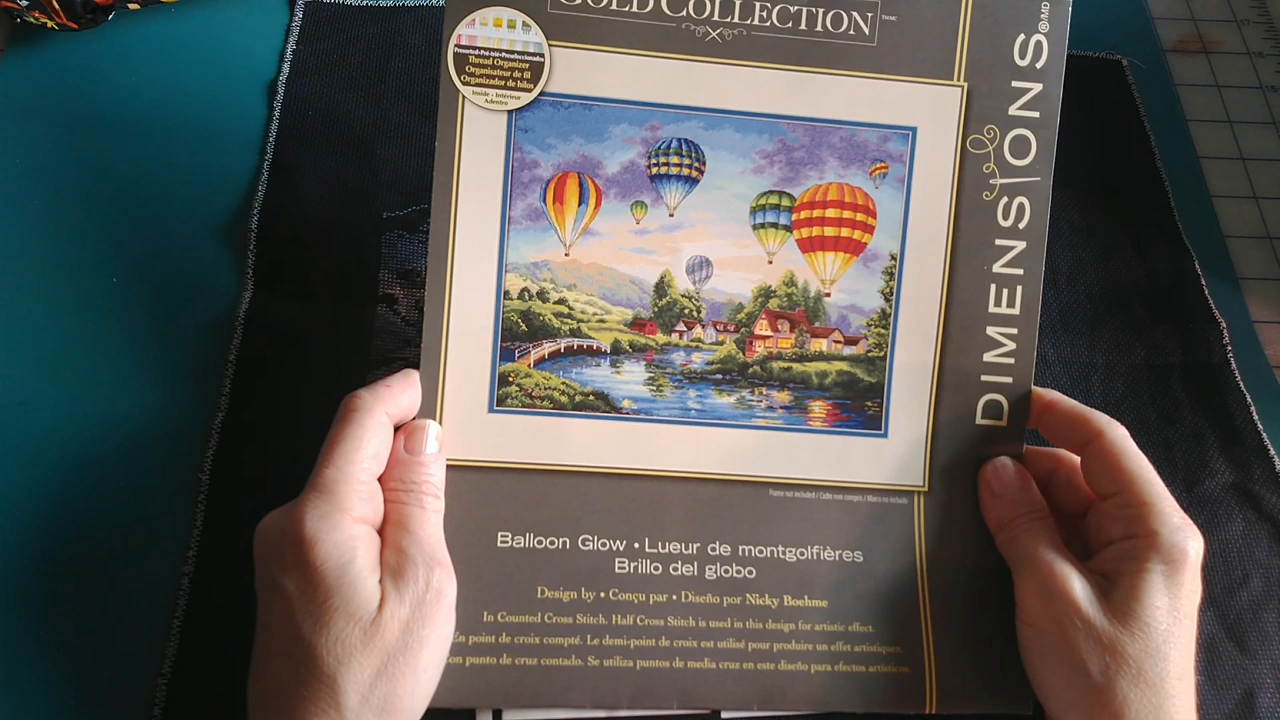 GOLD COLLECTION™/MC
Presorted•Pré-trié•Preseleccionados
Thread Organizer
Organisateur de fil
Organizador de hilos
Inside - Intérieur
Adentro
DIMENSIONS®/MD
Frame not included / Cadre non compris / Marco no incluido
Balloon Glow • Lueur de montgolfières
Brillo del globo
Design by • Conçu par • Diseño por Nicky Boehme
In Counted Cross Stitch. Half Cross Stitch is used in this design for artistic effect.
En point de croix compté. Le demi-point de croix est utilisé pour produire un effet artistique.
Con punto de cruz contado. Se utiliza puntos de media cruz en este diseño para efectos artísticos.